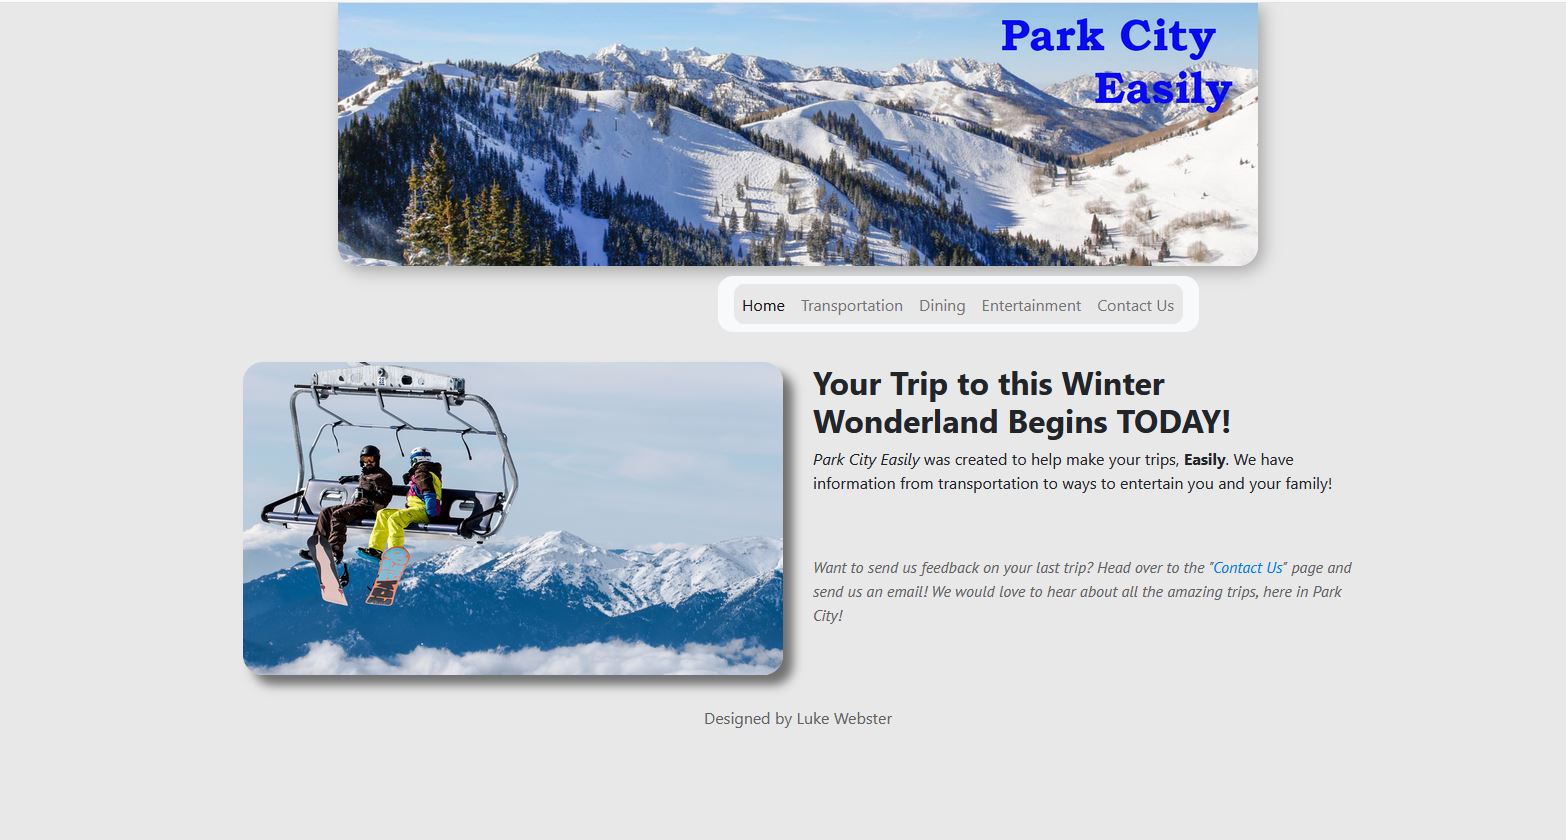 Park City
Easily
Home Transportation Dining Entertainment Contact Us
Your Trip to this Winter
Wonderland Begins TODAY!
Park City Easily was created to help make your trips, Easily. We have
information from transportation to ways to entertain you and your family!
Want to send us feedback on your last trip? Head over to the "Contact Us" page and
send us an email! We would love to hear about all the amazing trips, here in Park
City!
Designed by Luke Webster